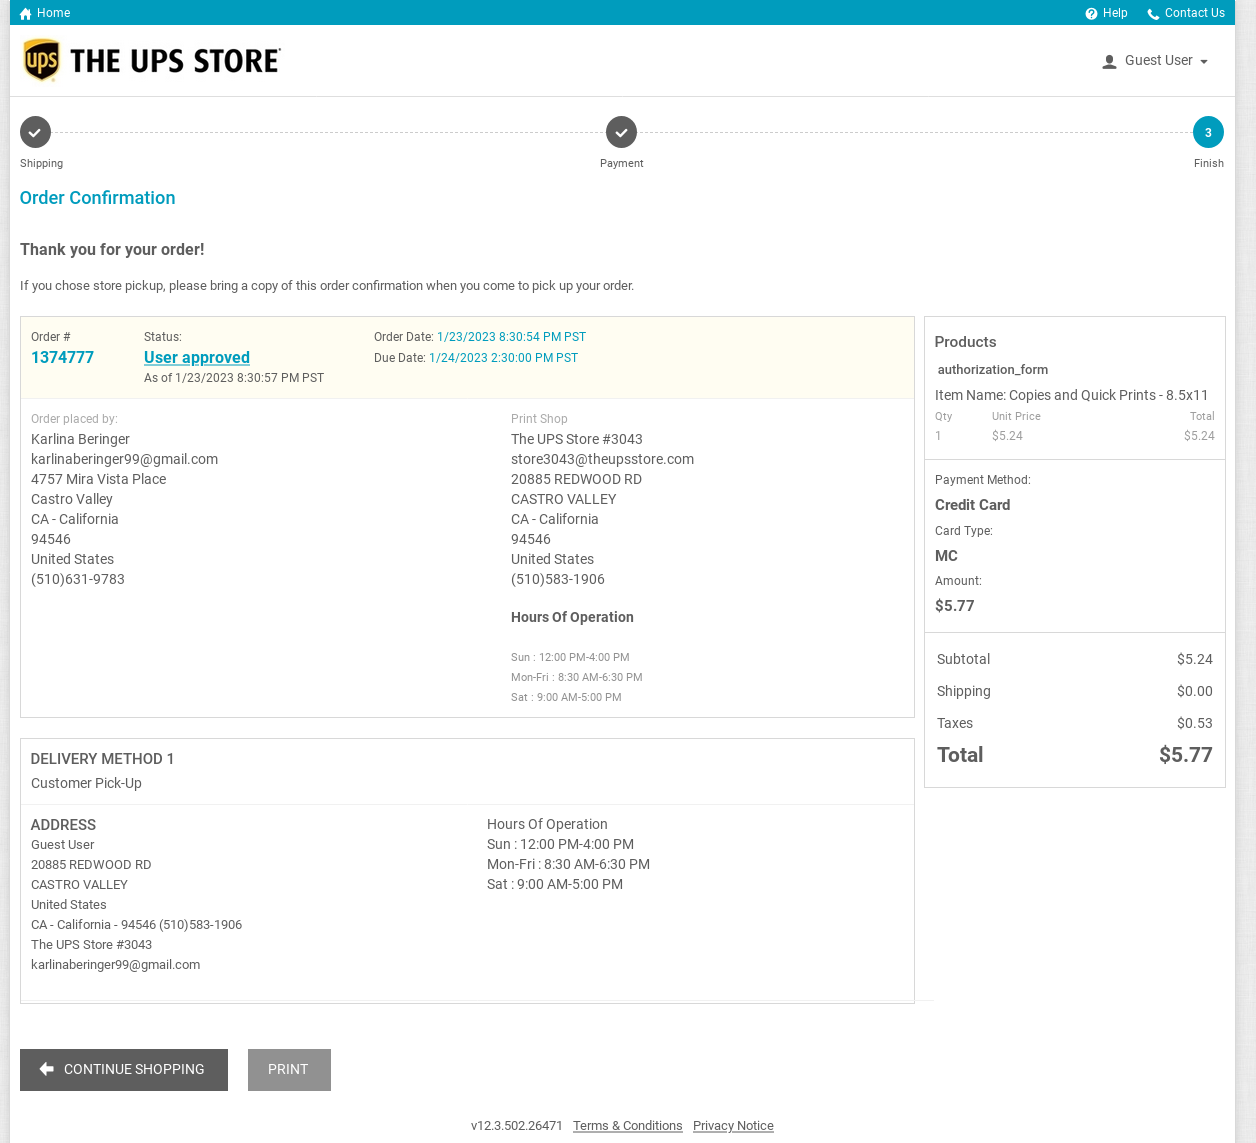 Home
Help
Contact Us
ups THE UPS STORE
Guest User
3
Shipping
Payment
Finish
Order Confirmation
Thank you for your order!
If you chose store pickup, please bring a copy of this order confirmation when you come to pick up your order.
Order #
1374777
Status:
User approved
As of 1/23/2023 8:30:57 PM PST
Order Date: 1/23/2023 8:30:54 PM PST
Due Date: 1/24/2023 2:30:00 PM PST
Order placed by:
Karlina Beringer
karlinaberinger99@gmail.com
4757 Mira Vista Place
Castro Valley
CA - California
94546
United States
(510)631-9783
Print Shop
The UPS Store #3043
store3043@theupsstore.com
20885 REDWOOD RD
CASTRO VALLEY
CA - California
94546
United States
(510)583-1906
Hours Of Operation
Sun : 12:00 PM-4:00 PM
Mon-Fri : 8:30 AM-6:30 PM
Sat : 9:00 AM-5:00 PM
DELIVERY METHOD 1
Customer Pick-Up
ADDRESS
Guest User
20885 REDWOOD RD
CASTRO VALLEY
United States
CA - California - 94546 (510)583-1906
The UPS Store #3043
karlinaberinger99@gmail.com
Hours Of Operation
Sun : 12:00 PM-4:00 PM
Mon-Fri : 8:30 AM-6:30 PM
Sat : 9:00 AM-5:00 PM
Products
authorization_form
Item Name: Copies and Quick Prints - 8.5x11
Qty Unit Price Total
1 $5.24 $5.24
Payment Method:
Credit Card
Card Type:
MC
Amount:
$5.77
Subtotal $5.24
Shipping $0.00
Taxes $0.53
Total $5.77
CONTINUE SHOPPING
PRINT
v12.3.502.26471 Terms & Conditions Privacy Notice